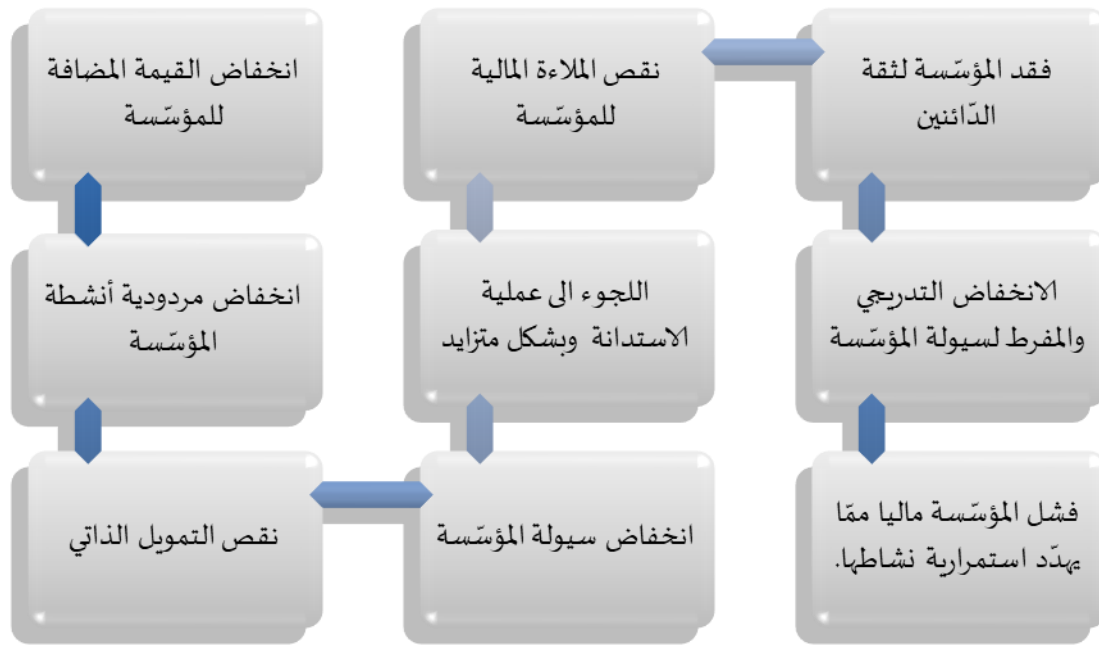 انخفاض القيمة المضافة
للمؤسّسة
انخفاض مردودية أنشطة
المؤسّسة
نقص التمويل الذاتي
انخفاض سيولة المؤسّسة
اللجوء الى عملية
الاستدانة وبشكل متزايد
نقص الملاءة المالية
للمؤسّسة
فقد المؤسّسة لثقة
الدّائنين
الانخفاض التدريجي
والمفرط لسيولة المؤسّسة
فشل المؤسّسة ماليا ممّا
يهدّد استمرارية نشاطها.